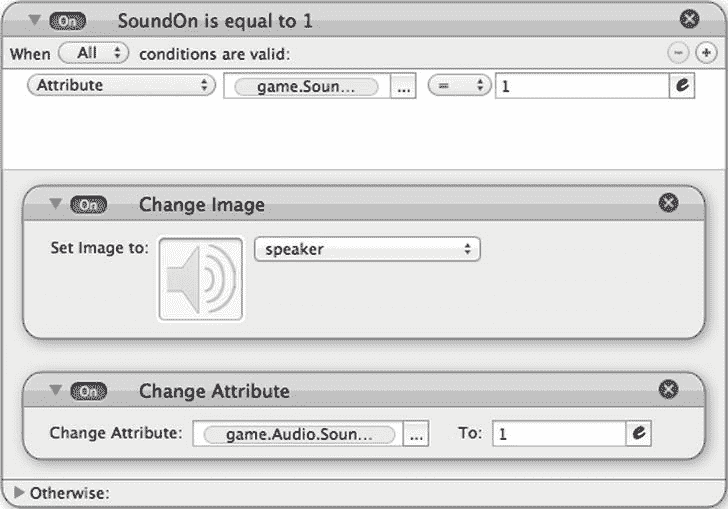 On SoundOn is equal to 1
When All conditions are valid:
Attribute game.Soun... ... = 1 e
On Change Image
Set Image to: speaker
On Change Attribute
Change Attribute: game.Audio.Soun... ... To: 1 e
Otherwise: